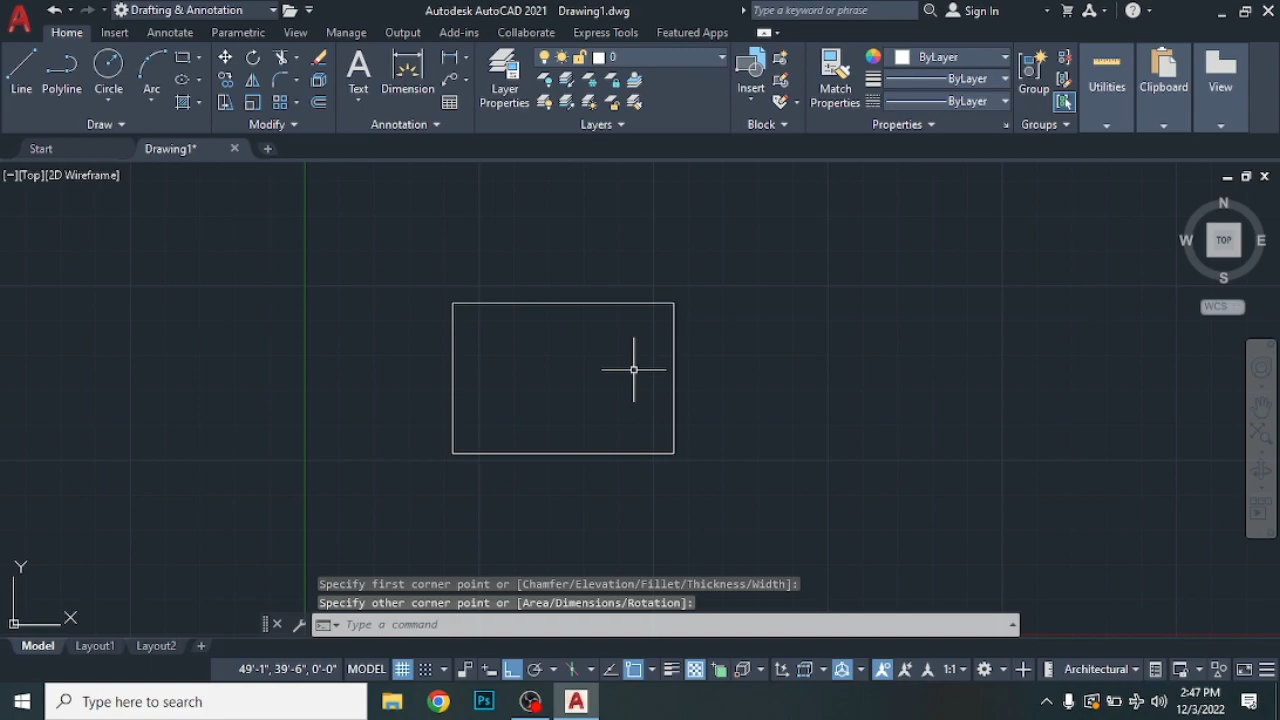 Drafting & Annotation
Autodesk AutoCAD 2021 Drawing1.dwg
Type a keyword or phrase
Sign In
Home Insert Annotate Parametric View Manage Output Add-ins Collaborate Express Tools Featured Apps
0
ByLayer
ByLayer
ByLayer
Line Polyline Circle Arc
Text Dimension
Layer
Properties
Insert
Match
Properties
Group
Utilities
Clipboard
View
Draw Modify Annotation Layers Block Properties Groups
Start Drawing1*
[−][Top][2D Wireframe]
N
W TOP E
S
WCS
Y
X
Specify first corner point or [Chamfer/Elevation/Fillet/Thickness/Width]:
Specify other corner point or [Area/Dimensions/Rotation]:
Type a command
Model Layout1 Layout2
49'-1", 39'-6", 0'-0" MODEL 1:1 Architectural
Type here to search
Ps
A
2:47 PM
12/3/2022